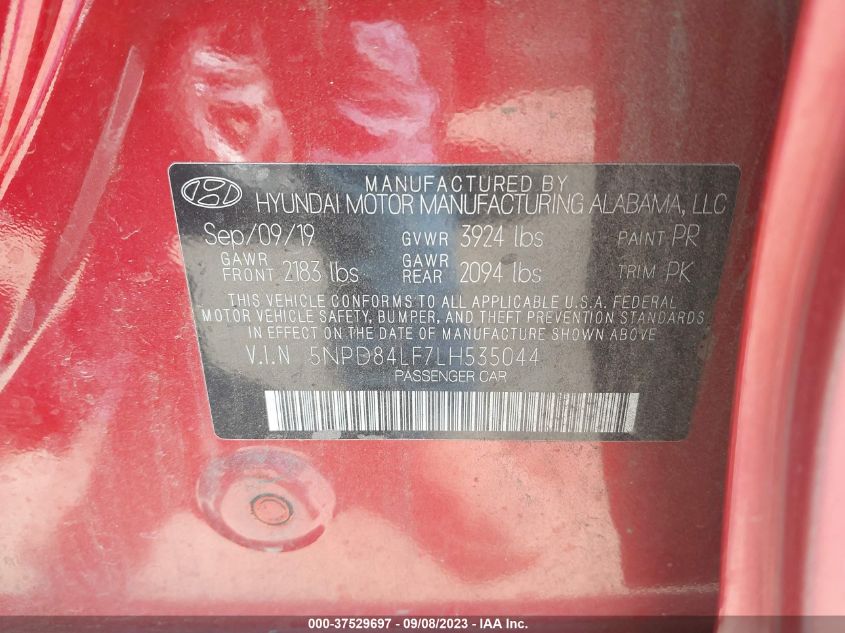 MANUFACTURED BY
HYUNDAI MOTOR MANUFACTURING ALABAMA, LLC
Sep/09/19 GVWR 3924 lbs PAINT PR
GAWR FRONT 2183 lbs GAWR REAR 2094 lbs TRIM PK
THIS VEHICLE CONFORMS TO ALL APPLICABLE U.S.A. FEDERAL
MOTOR VEHICLE SAFETY, BUMPER, AND THEFT PREVENTION STANDARDS
IN EFFECT ON THE DATE OF MANUFACTURE SHOWN ABOVE.
V.I.N 5NPD84LF7LH535044
PASSENGER CAR
000-37529697 - 09/08/2023 - IAA Inc.